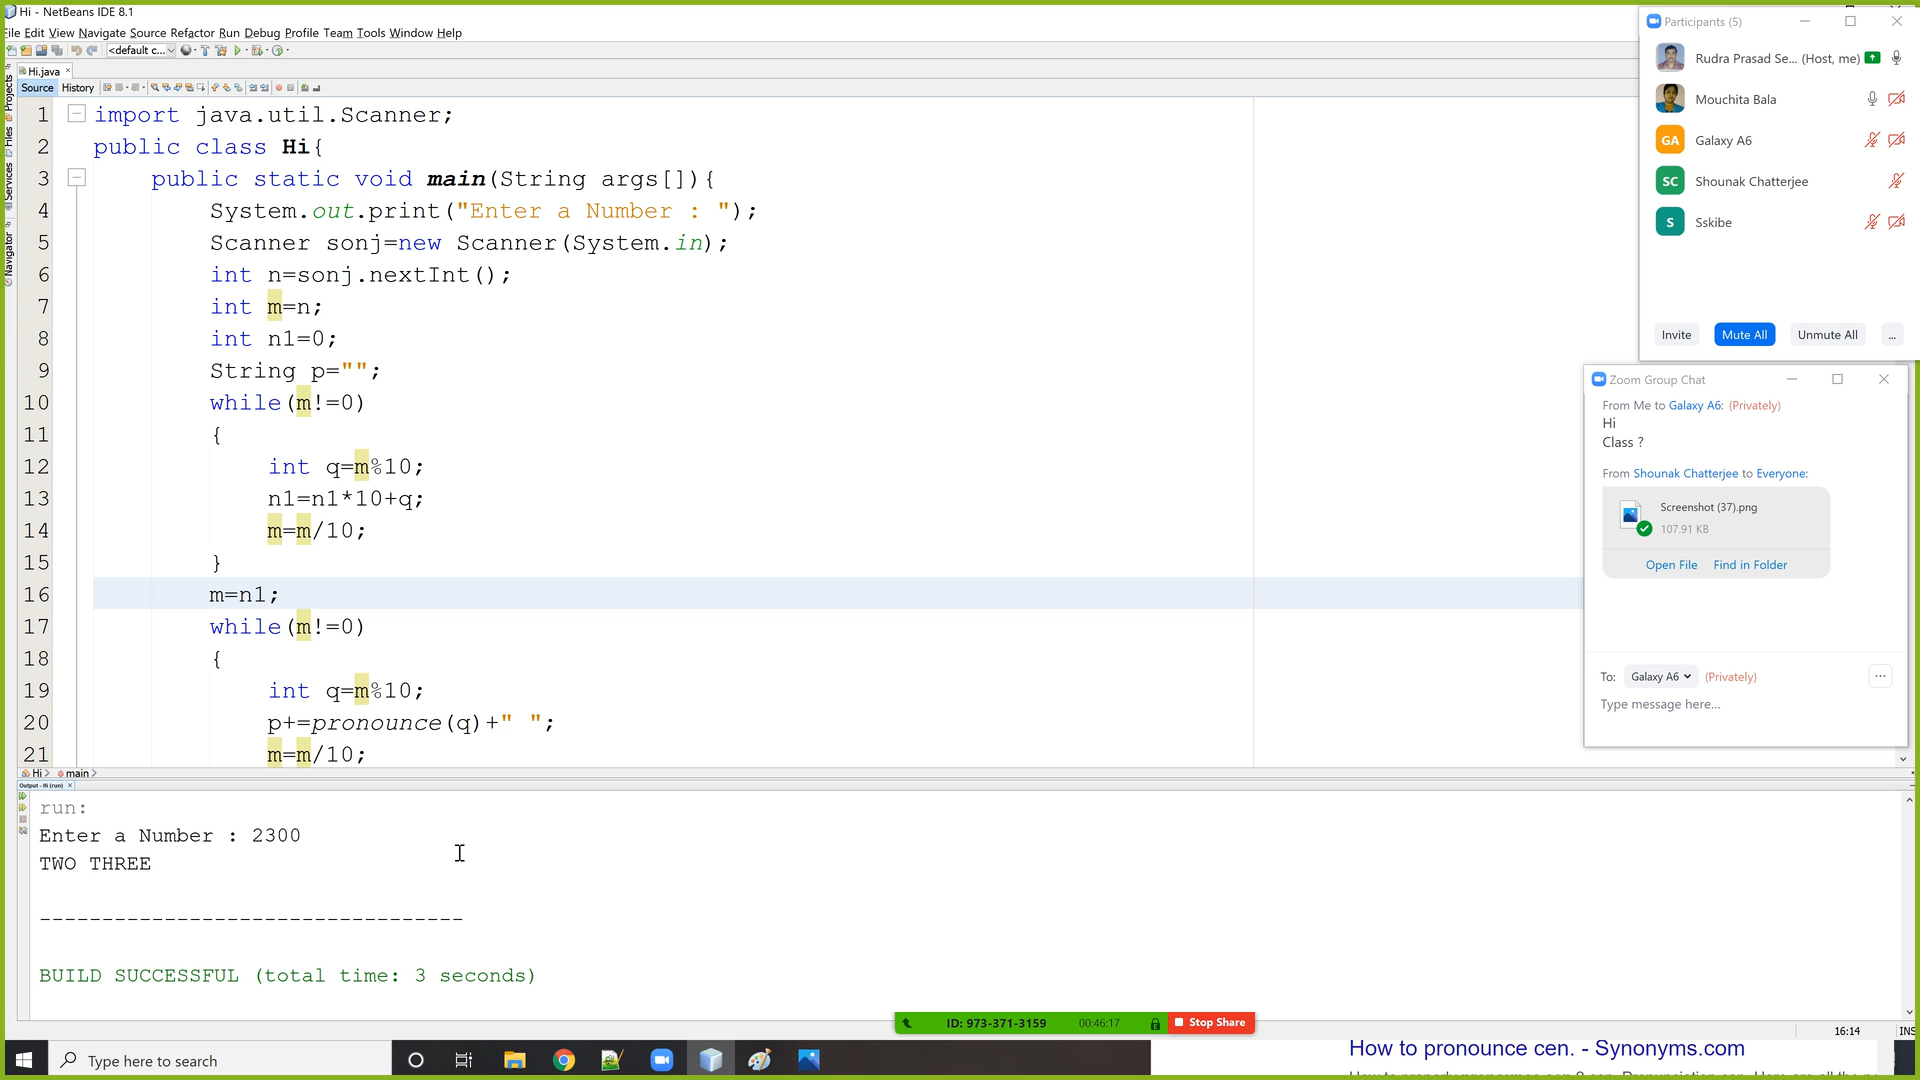 Hi - NetBeans IDE 8.1
File Edit View Navigate Source Refactor Run Debug Profile Team Tools Window Help
<default c...
Hi.java
Source History
Projects
Files
Services
Navigator
1 import java.util.Scanner;
2 public class Hi{
3 public static void main(String args[]){
4 System.out.print("Enter a Number : ");
5 Scanner sonj=new Scanner(System.in);
6 int n=sonj.nextInt();
7 int m=n;
8 int n1=0;
9 String p="";
10 while(m!=0)
11 {
12 int q=m%10;
13 n1=n1*10+q;
14 m=m/10;
15 }
16 m=n1;
17 while(m!=0)
18 {
19 int q=m%10;
20 p+=pronounce(q)+" ";
21 m=m/10;
Hi main
Output - Hi (run)
run:
Enter a Number : 2300
TWO THREE
----------------------------------
BUILD SUCCESSFUL (total time: 3 seconds)
Participants (5)
Rudra Prasad Se... (Host, me)
Mouchita Bala
GA Galaxy A6
SC Shounak Chatterjee
S Sskibe
Invite Mute All Unmute All ...
Zoom Group Chat
From Me to Galaxy A6: (Privately)
Hi
Class ?
From Shounak Chatterjee to Everyone:
Screenshot (37).png
107.91 KB
Open File Find in Folder
To: Galaxy A6 (Privately)
Type message here...
ID: 973-371-3159 00:46:17 Stop Share
16:14 INS
Type here to search
How to pronounce cen. - Synonyms.com